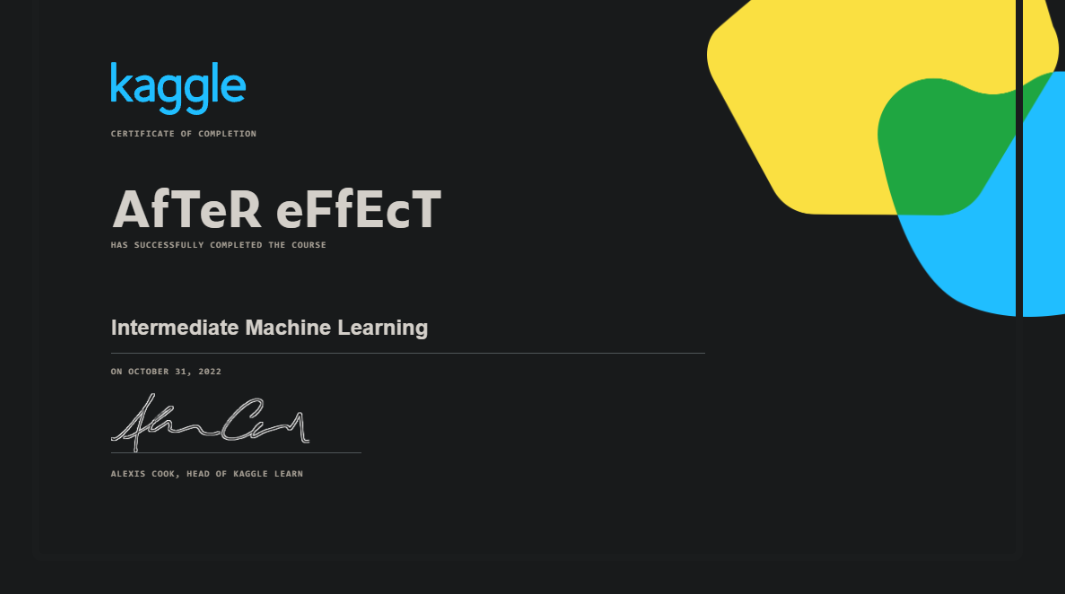 kaggle
CERTIFICATE OF COMPLETION
AfTeR eFfEcT
HAS SUCCESSFULLY COMPLETED THE COURSE
Intermediate Machine Learning
ON OCTOBER 31, 2022
ALEXIS COOK, HEAD OF KAGGLE LEARN